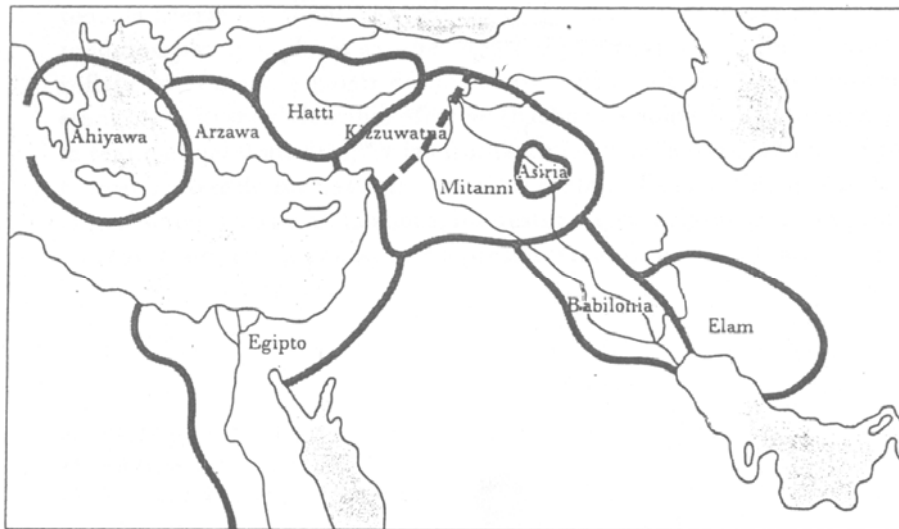 Hatti
Ahiyawa
Arzawa
Kizzuwatna
Asiria
Mitanni
Babilonia
Elam
Egipto